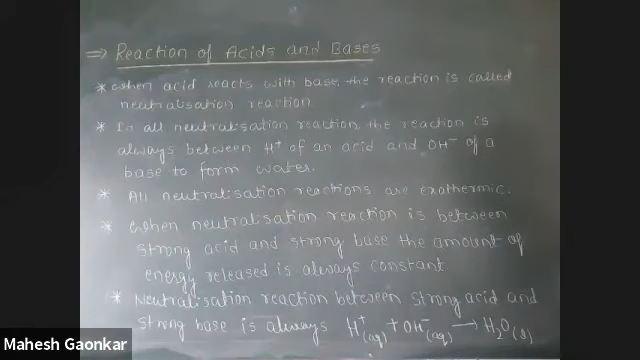 ⇒ Reaction of Acids and Bases
* When acid reacts with base, the reaction is called
neutralisation reaction
* In all neutralisation reaction, the reaction is
always between H⁺ of an acid and OH⁻ of a
base to form water.
* All neutralisation reactions are exothermic.
* When neutralisation reaction is between
strong acid and strong base the amount of
energy released is always constant
* Neutralisation reaction between strong acid and
strong base is always H⁺(aq) + OH⁻(aq) → H₂O(l)
Mahesh Gaonkar